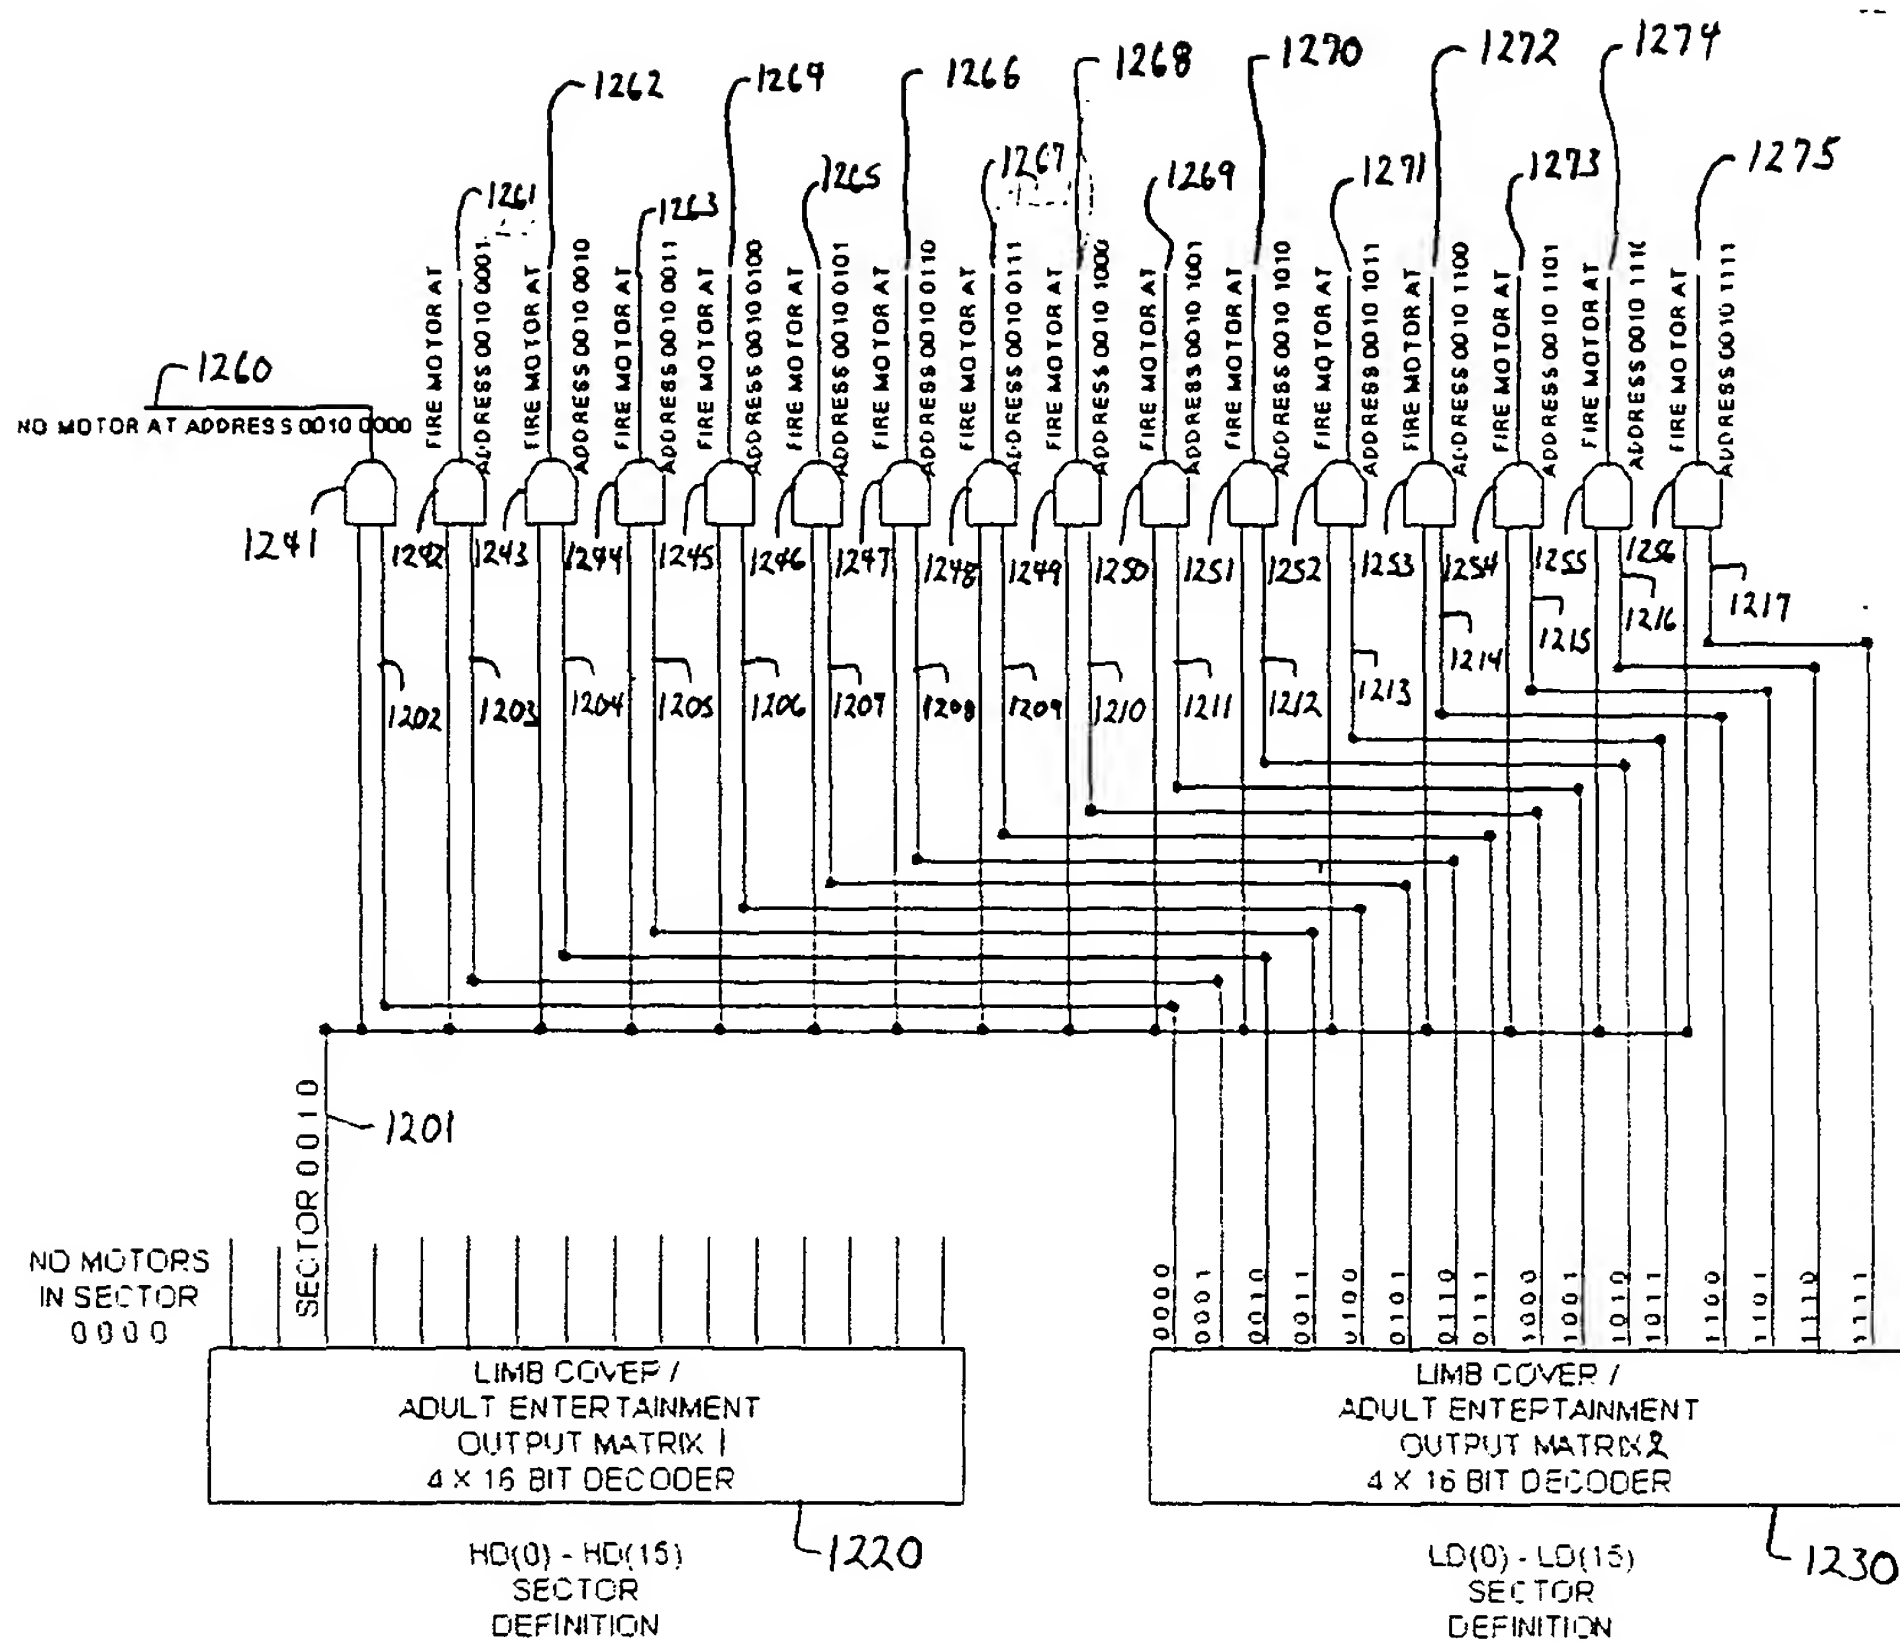 1262
1264
1266
1268
1270
1272
1274
1261
1263
1265
1267
1269
1271
1273
1275
1260
NO MOTOR AT ADDRESS 0010 0000
FIRE MOTOR AT
ADDRESS 0010 0001
FIRE MOTOR AT
ADDRESS 0010 0010
FIRE MOTOR AT
ADDRESS 0010 0011
FIRE MOTOR AT
ADDRESS 0010 0100
FIRE MOTOR AT
ADDRESS 0010 0101
FIRE MOTOR AT
ADDRESS 0010 0110
FIRE MOTOR AT
ADDRESS 0010 0111
FIRE MOTOR AT
ADDRESS 0010 1000
FIRE MOTOR AT
ADDRESS 0010 1001
FIRE MOTOR AT
ADDRESS 0010 1010
FIRE MOTOR AT
ADDRESS 0010 1011
FIRE MOTOR AT
ADDRESS 0010 1100
FIRE MOTOR AT
ADDRESS 0010 1101
FIRE MOTOR AT
ADDRESS 0010 1110
FIRE MOTOR AT
ADDRESS 0010 1111
1241
1242
1243
1244
1245
1246
1247
1248
1249
1250
1251
1252
1253
1254
1255
1256
1202
1203
1204
1205
1206
1207
1208
1209
1210
1211
1212
1213
1214
1215
1216
1217
SECTOR 0010
1201
NO MOTORS
IN SECTOR
0000
0000
0001
0010
0011
0100
0101
0110
0111
1000
1001
1010
1011
1100
1101
1110
1111
LIMB COVER /
ADULT ENTERTAINMENT
OUTPUT MATRIX 1
4 X 16 BIT DECODER
LIMB COVER /
ADULT ENTERTAINMENT
OUTPUT MATRIX 2
4 X 16 BIT DECODER
1220
1230
HD(0) - HD(15)
SECTOR
DEFINITION
LD(0) - LD(15)
SECTOR
DEFINITION